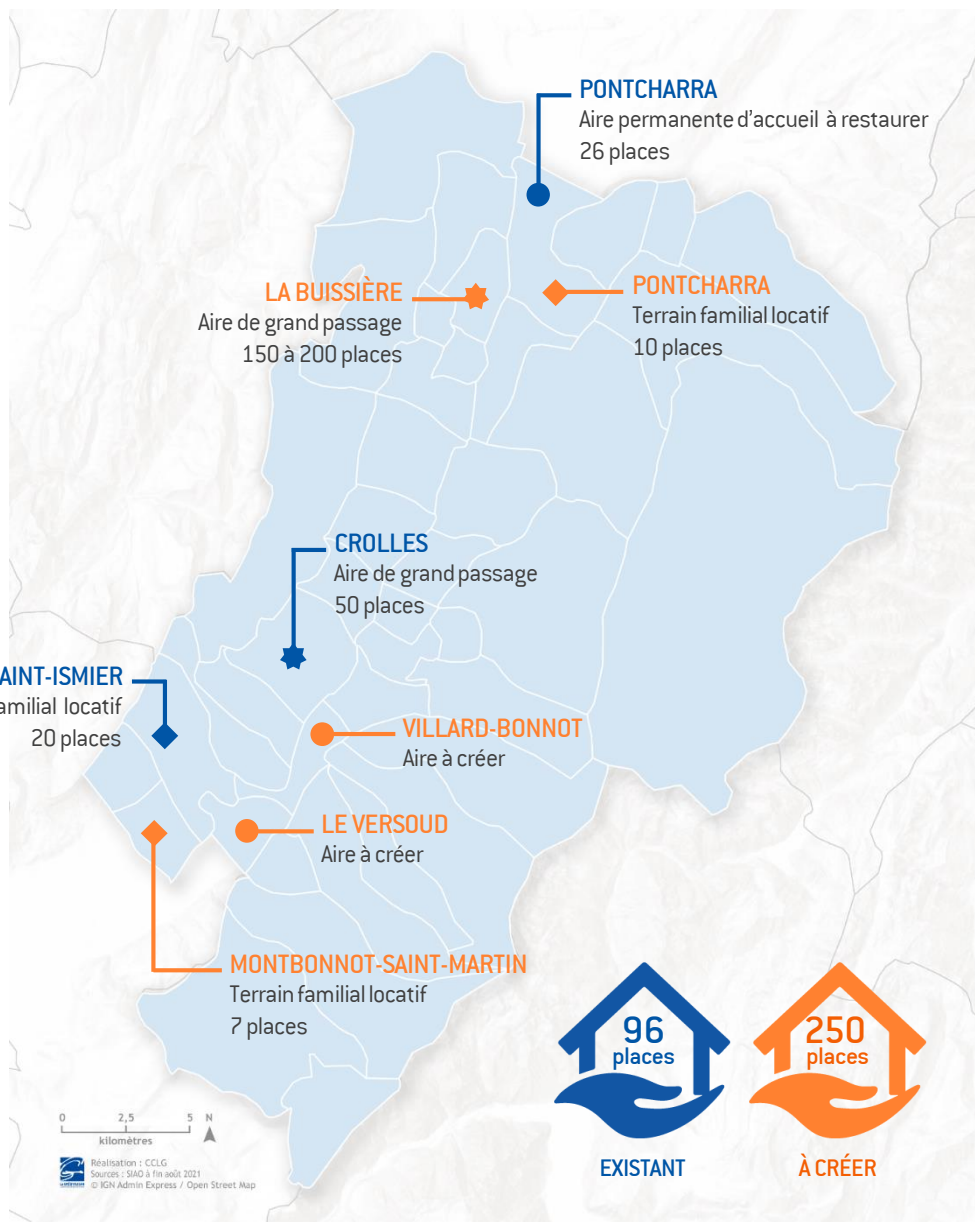 PONTCHARRA
Aire permanente d'accueil à restaurer
26 places
LA BUISSIÈRE
Aire de grand passage
150 à 200 places
PONTCHARRA
Terrain familial locatif
10 places
CROLLES
Aire de grand passage
50 places
AINT-ISMIER
amilial locatif
20 places
VILLARD-BONNOT
Aire à créer
LE VERSOUD
Aire à créer
MONTBONNOT-SAINT-MARTIN
Terrain familial locatif
7 places
96
places
EXISTANT
250
places
À CRÉER
0 2,5 5 N
kilomètres
Réalisation : CCLG
Sources : SIAO à fin août 2021
© IGN Admin Express / Open Street Map